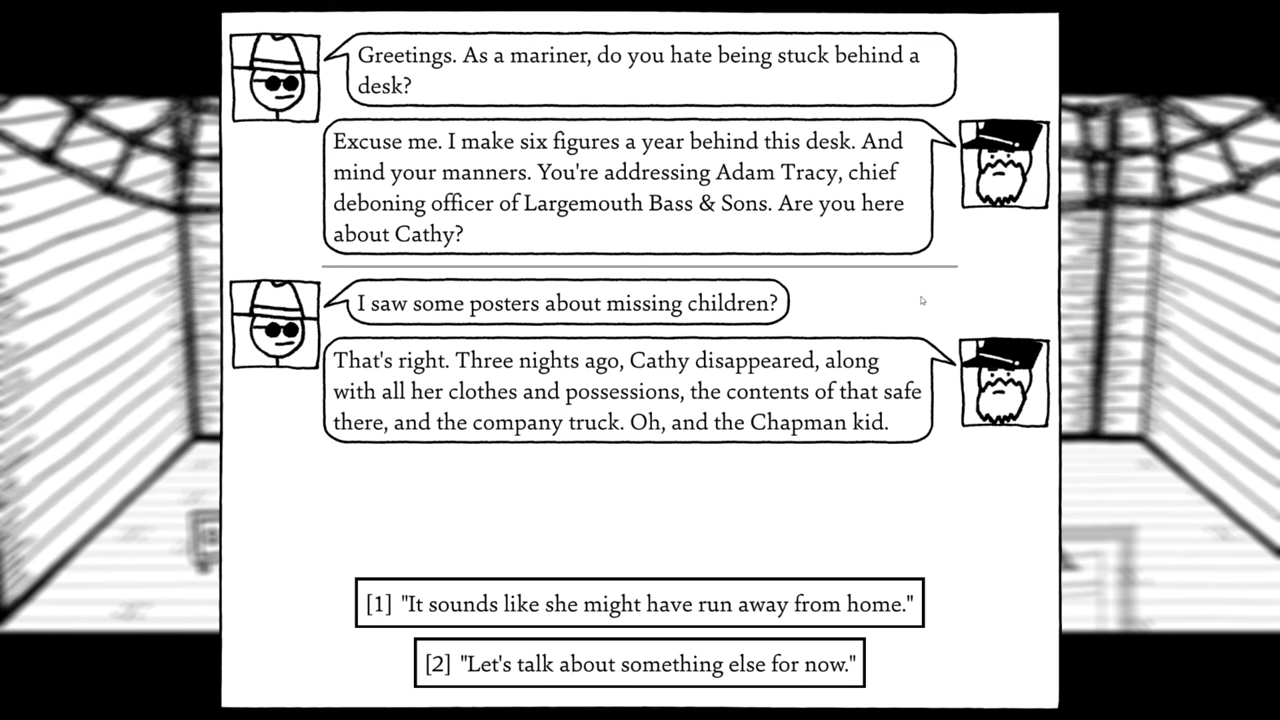 Greetings. As a mariner, do you hate being stuck behind a
desk?
Excuse me. I make six figures a year behind this desk. And
mind your manners. You're addressing Adam Tracy, chief
deboning officer of Largemouth Bass & Sons. Are you here
about Cathy?
I saw some posters about missing children?
That's right. Three nights ago, Cathy disappeared, along
with all her clothes and possessions, the contents of that safe
there, and the company truck. Oh, and the Chapman kid.
[1] "It sounds like she might have run away from home."
[2] "Let's talk about something else for now."